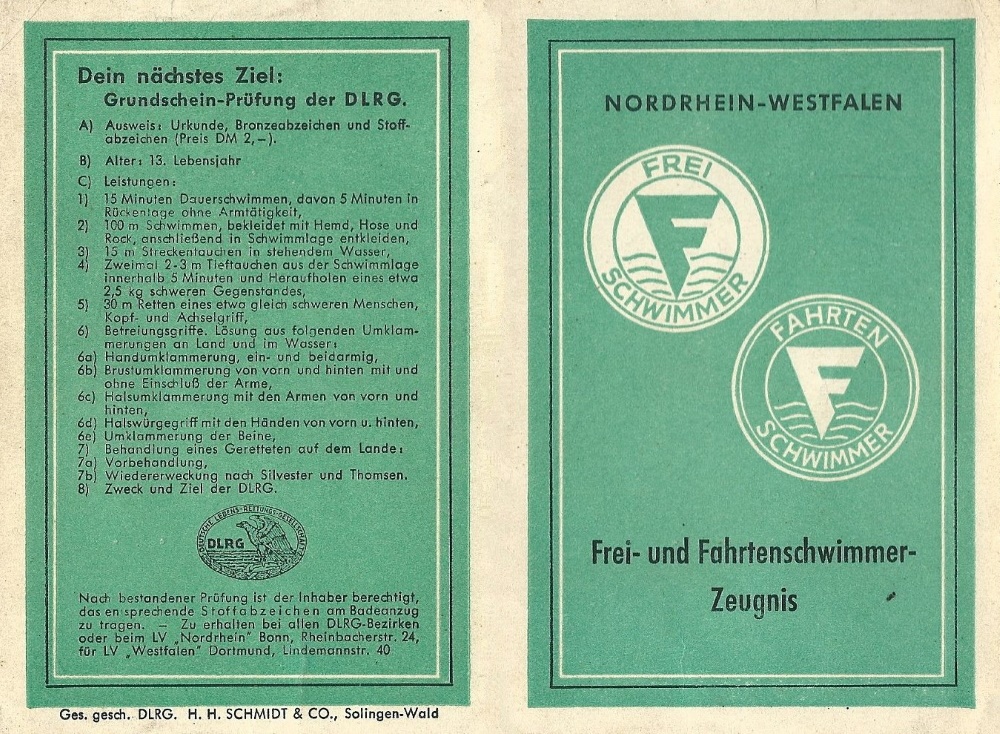 Dein nächstes Ziel:
Grundschein-Prüfung der DLRG.
A) Ausweis: Urkunde, Bronzeabzeichen und Stoff-
abzeichen (Preis DM 2,–).
B) Alter: 13. Lebensjahr
C) Leistungen:
1) 15 Minuten Dauerschwimmen, davon 5 Minuten in
Rückenlage ohne Armtätigkeit,
2) 100 m Schwimmen, bekleidet mit Hemd, Hose und
Rock, anschließend in Schwimmlage entkleiden,
3) 15 m Streckentauchen in stehendem Wasser,
4) Zweimal 2-3 m Tieftauchen aus der Schwimmlage
innerhalb 5 Minuten und Heraufholen eines etwa
2,5 kg schweren Gegenstandes,
5) 30 m Retten eines etwa gleich schweren Menschen,
Kopf- und Achselgriff,
6) Befreiungsgriffe. Lösung aus folgenden Umklam-
merungen an Land und im Wasser:
6a) Handumklammerung, ein- und beidarmig,
6b) Brustumklammerung von vorn und hinten mit und
ohne Einschluß der Arme,
6c) Halsumklammerung mit den Armen von vorn und
hinten,
6d) Halswürgegriff mit den Händen von vorn u. hinten,
6e) Umklammerung der Beine,
7) Behandlung eines Geretteten auf dem Lande:
7a) Vorbehandlung,
7b) Wiedererweckung nach Silvester und Thomsen.
8) Zweck und Ziel der DLRG.
DEUTSCHE LEBENS-RETTUNGS-GESELLSCHAFT
DLRG
Nach bestandener Prüfung ist der Inhaber berechtigt,
das en sprechende Stoffabzeichen am Badeanzug
zu tragen. — Zu erhalten bei allen DLRG-Bezirken
oder beim LV „Nordrhein" Bonn, Rheinbacherstr. 24,
für LV „Westfalen" Dortmund, Lindemannstr. 40
Ges. gesch. DLRG. H. H. SCHMIDT & CO., Solingen-Wald
NORDRHEIN-WESTFALEN
FREI
F
SCHWIMMER
FAHRTEN
F
SCHWIMMER
Frei- und Fahrtenschwimmer-
Zeugnis